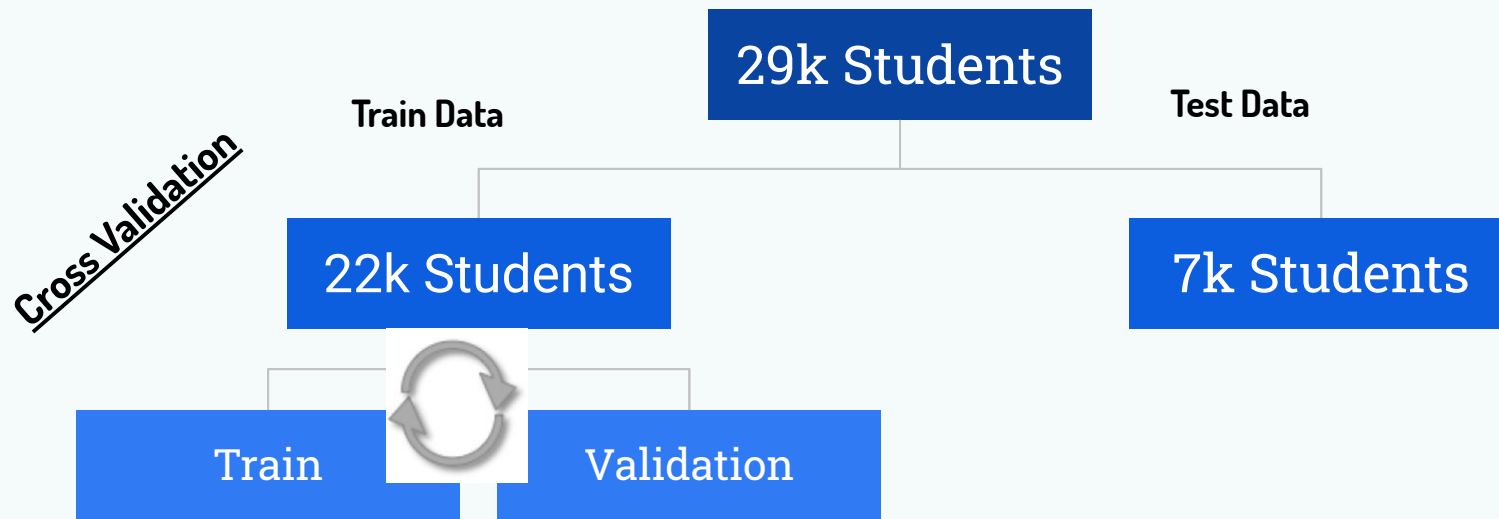 29k Students
Train Data
Test Data
Cross Validation
22k Students
7k Students
Train
Validation